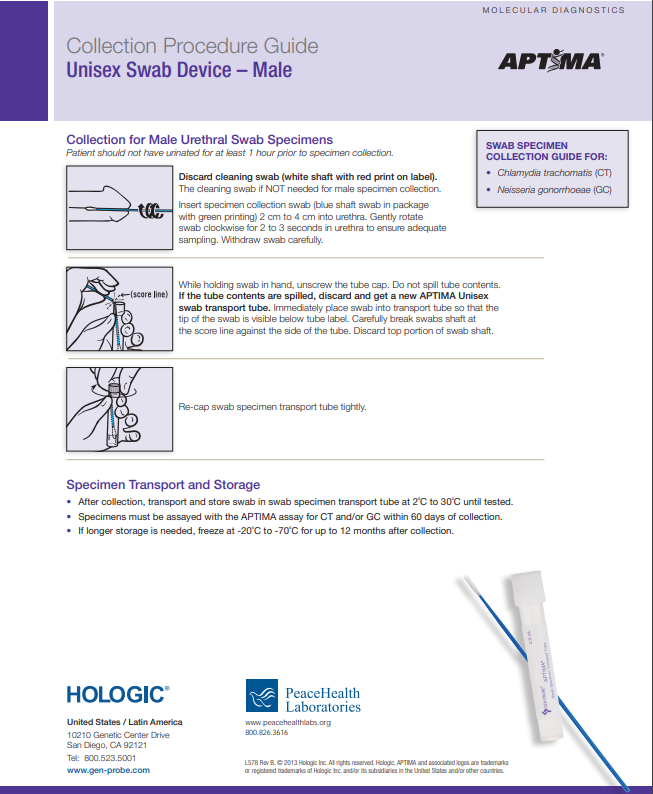 MOLECULAR DIAGNOSTICS
Collection Procedure Guide
Unisex Swab Device – Male
APTIMA®
Collection for Male Urethral Swab Specimens
Patient should not have urinated for at least 1 hour prior to specimen collection.
SWAB SPECIMEN
COLLECTION GUIDE FOR:
• Chlamydia trachomatis (CT)
• Neisseria gonorrhoeae (GC)
Discard cleaning swab (white shaft with red print on label).
The cleaning swab if NOT needed for male specimen collection.
Insert specimen collection swab (blue shaft swab in package
with green printing) 2 cm to 4 cm into urethra. Gently rotate
swab clockwise for 2 to 3 seconds in urethra to ensure adequate
sampling. Withdraw swab carefully.
(score line)
While holding swab in hand, unscrew the tube cap. Do not spill tube contents.
If the tube contents are spilled, discard and get a new APTIMA Unisex
swab transport tube. Immediately place swab into transport tube so that the
tip of the swab is visible below tube label. Carefully break swabs shaft at
the score line against the side of the tube. Discard top portion of swab shaft.
Re-cap swab specimen transport tube tightly.
Specimen Transport and Storage
• After collection, transport and store swab in swab specimen transport tube at 2˚C to 30˚C until tested.
• Specimens must be assayed with the APTIMA assay for CT and/or GC within 60 days of collection.
• If longer storage is needed, freeze at -20˚C to -70˚C for up to 12 months after collection.
APTIMA®
HOLOGIC®
United States / Latin America
10210 Genetic Center Drive
San Diego, CA 92121
Tel: 800.523.5001
www.gen-probe.com
PeaceHealth
Laboratories
www.peacehealthlabs.org
800.826.3616
L578 Rev B. © 2013 Hologic Inc. All rights reserved. Hologic, APTIMA and associated logos are trademarks
or registered trademarks of Hologic Inc. and/or its subsidiaries in the United States and/or other countries.